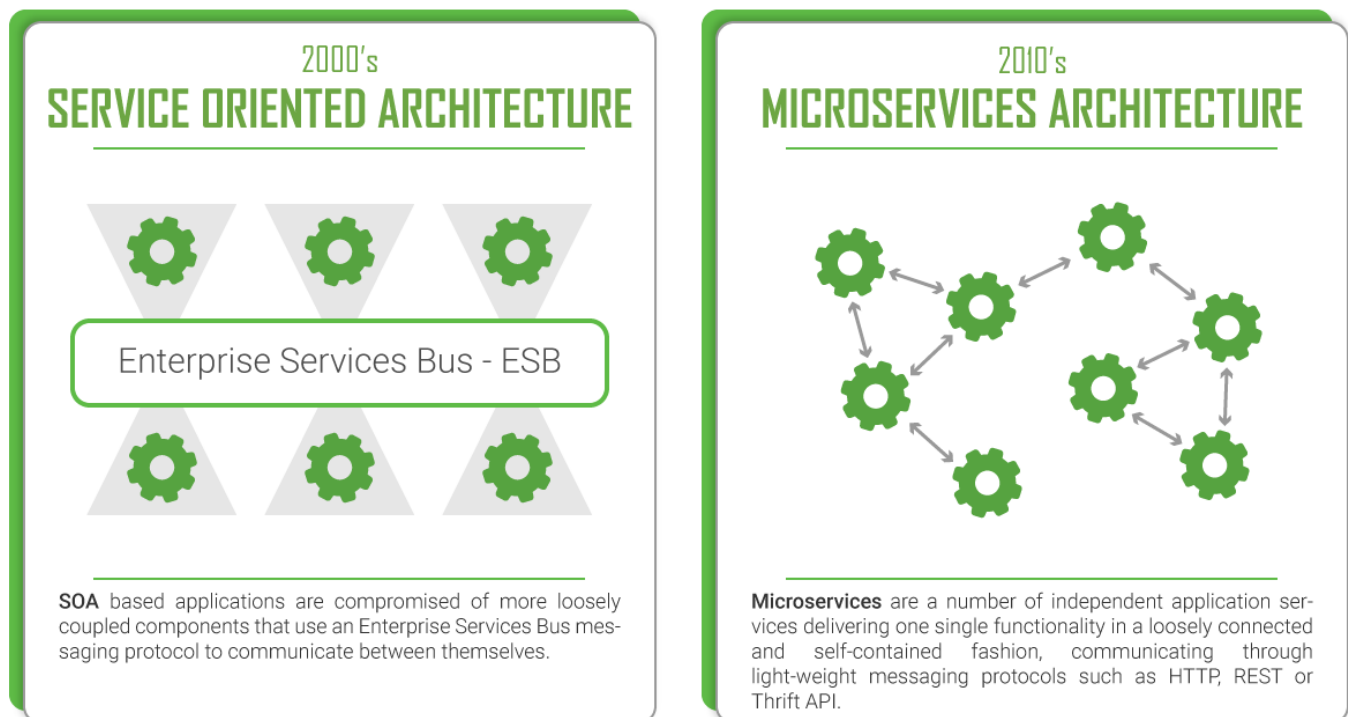 2000's
SERVICE ORIENTED ARCHITECTURE
Enterprise Services Bus - ESB
SOA based applications are compromised of more loosely
coupled components that use an Enterprise Services Bus mes-
saging protocol to communicate between themselves.
2010's
MICROSERVICES ARCHITECTURE
Microservices are a number of independent application ser-
vices delivering one single functionality in a loosely connected
and self-contained fashion, communicating through
light-weight messaging protocols such as HTTP, REST or
Thrift API.